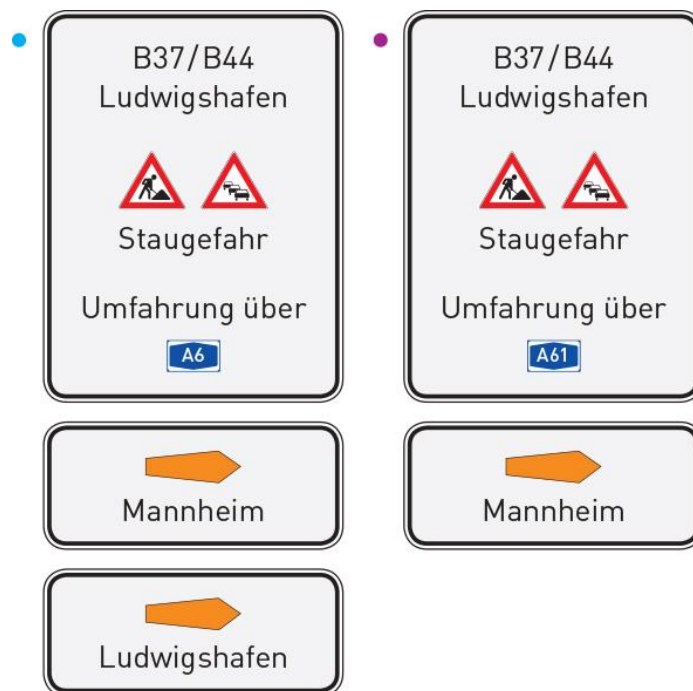 B37/B44
Ludwigshafen
Staugefahr
Umfahrung über
A6
Mannheim
Ludwigshafen
B37/B44
Ludwigshafen
Staugefahr
Umfahrung über
A61
Mannheim